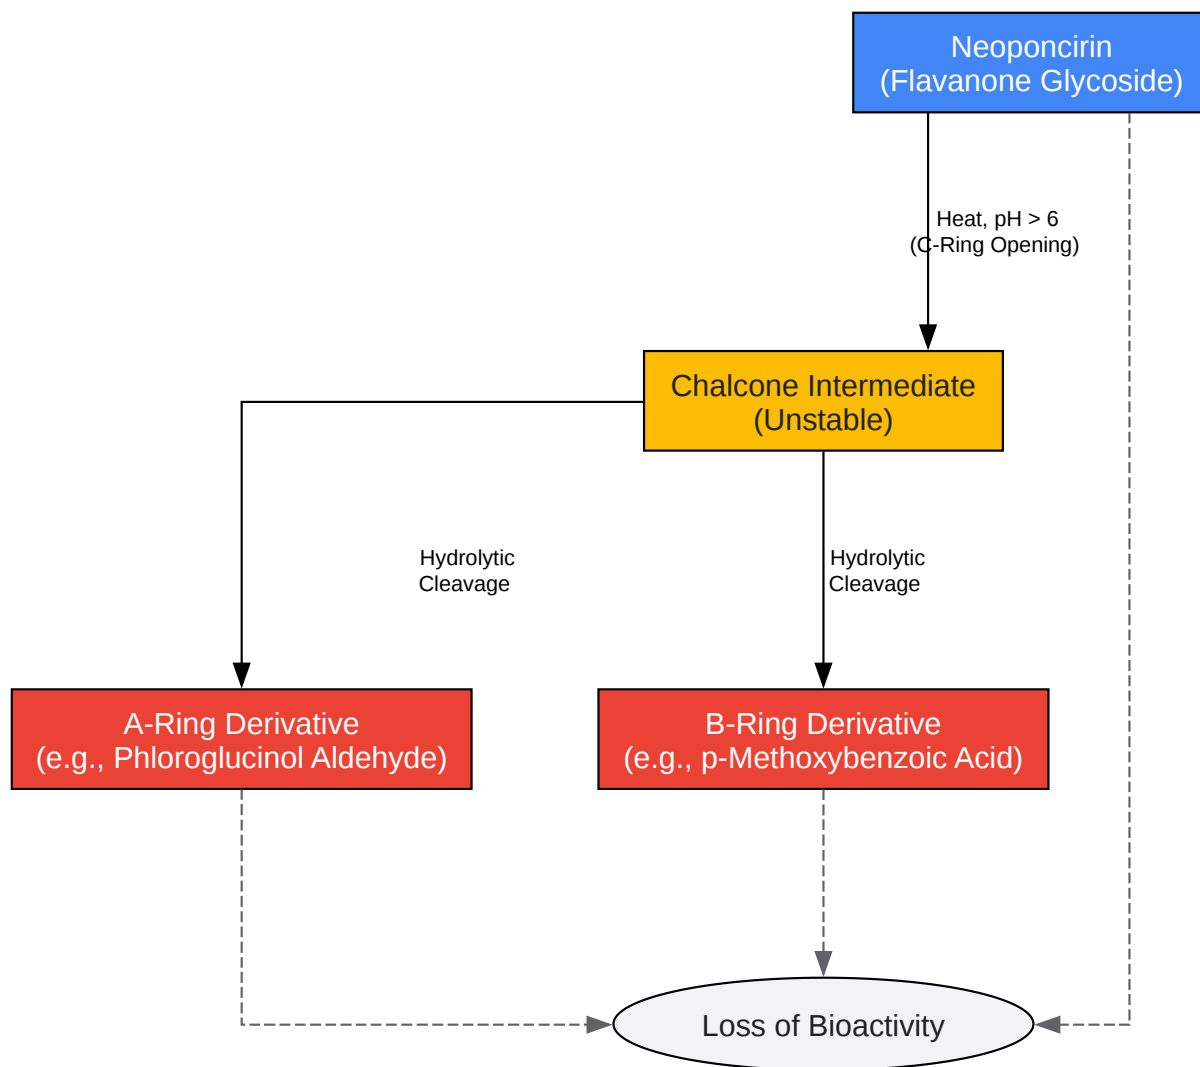 Neoponcirin
(Flavanone Glycoside)
Heat, pH > 6
(C-Ring Opening)
Chalcone Intermediate
(Unstable)
Hydrolytic
Cleavage
Hydrolytic
Cleavage
A-Ring Derivative
(e.g., Phloroglucinol Aldehyde)
B-Ring Derivative
(e.g., p-Methoxybenzoic Acid)
Loss of Bioactivity